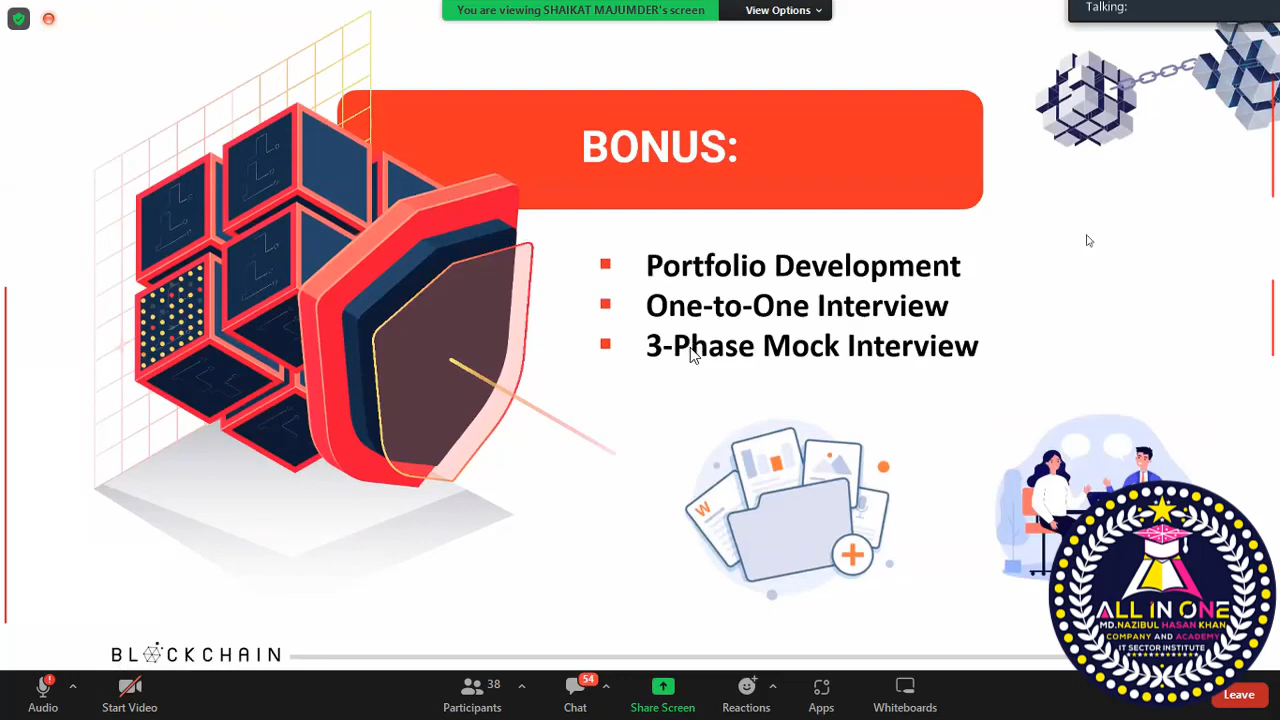 You are viewing SHAIKAT MAJUMDER's screen
View Options
Talking:
BONUS:
Portfolio Development
One-to-One Interview
3-Phase Mock Interview
W
ALL IN ONE
MD.NAZIBUL HASAN KHAN
COMPANY AND ACADEMY
IT SECTOR INSTITUTE
BLOCKCHAIN
Audio
Start Video
38
Participants
54
Chat
Share Screen
Reactions
Apps
Whiteboards
Leave